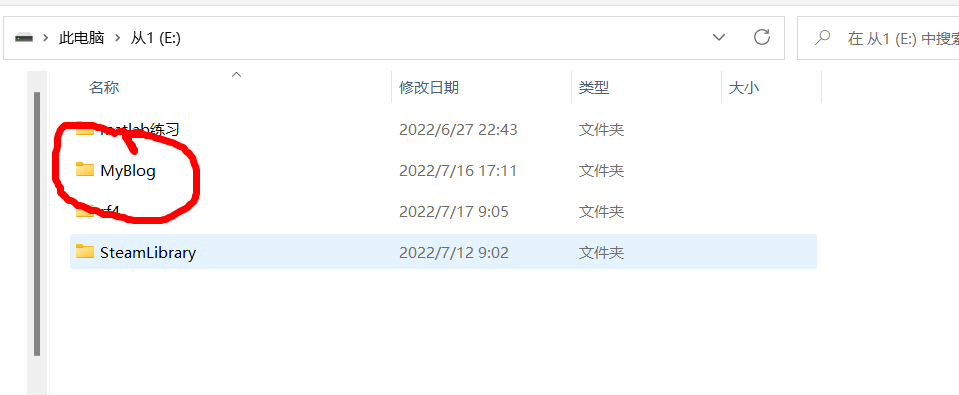 此电脑 从1 (E:) 在 从1 (E:) 中搜索
名称 修改日期 类型 大小
matlab练习 2022/6/27 22:43 文件夹
MyBlog 2022/7/16 17:11 文件夹
rf4 2022/7/17 9:05 文件夹
SteamLibrary 2022/7/12 9:02 文件夹